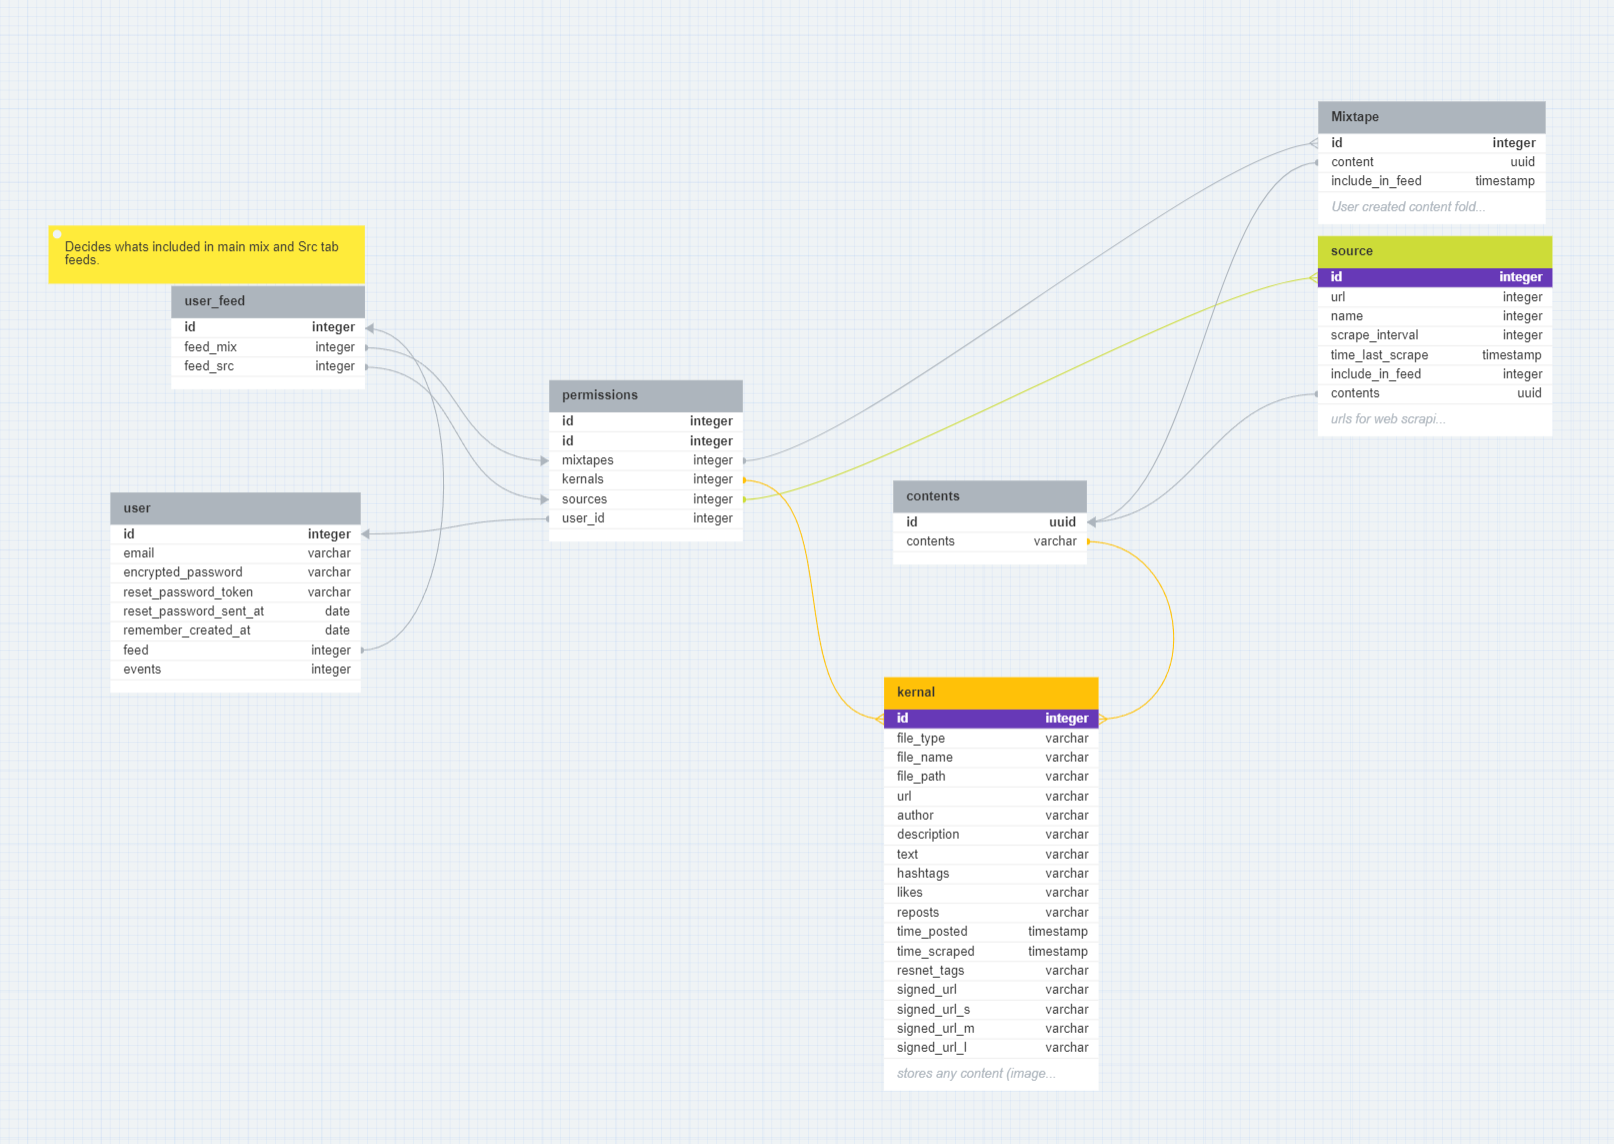 Decides whats included in main mix and Src tab
feeds.
user_feed
id integer
feed_mix integer
feed_src integer
user
id integer
email varchar
encrypted_password varchar
reset_password_token varchar
reset_password_sent_at date
remember_created_at date
feed integer
events integer
permissions
id integer
id integer
mixtapes integer
kernals integer
sources integer
user_id integer
contents
id uuid
contents varchar
kernal
id integer
file_type varchar
file_name varchar
file_path varchar
url varchar
author varchar
description varchar
text varchar
hashtags varchar
likes varchar
reposts varchar
time_posted timestamp
time_scraped timestamp
resnet_tags varchar
signed_url varchar
signed_url_s varchar
signed_url_m varchar
signed_url_l varchar
stores any content (image...
Mixtape
id integer
content uuid
include_in_feed timestamp
User created content fold...
source
id integer
url integer
name integer
scrape_interval integer
time_last_scrape timestamp
include_in_feed integer
contents uuid
urls for web scrapi...